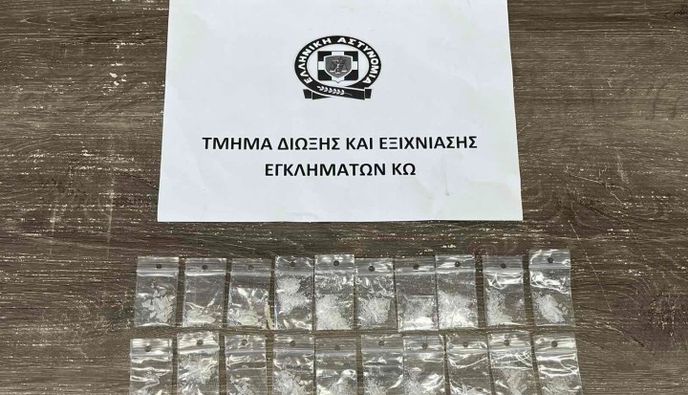 ΕΛΛΗΝΙΚΗ ΑΣΤΥΝΟΜΙΑ
ΤΜΗΜΑ ΔΙΩΞΗΣ ΚΑΙ ΕΞΙΧΝΙΑΣΗΣ
ΕΓΚΛΗΜΑΤΩΝ ΚΩ